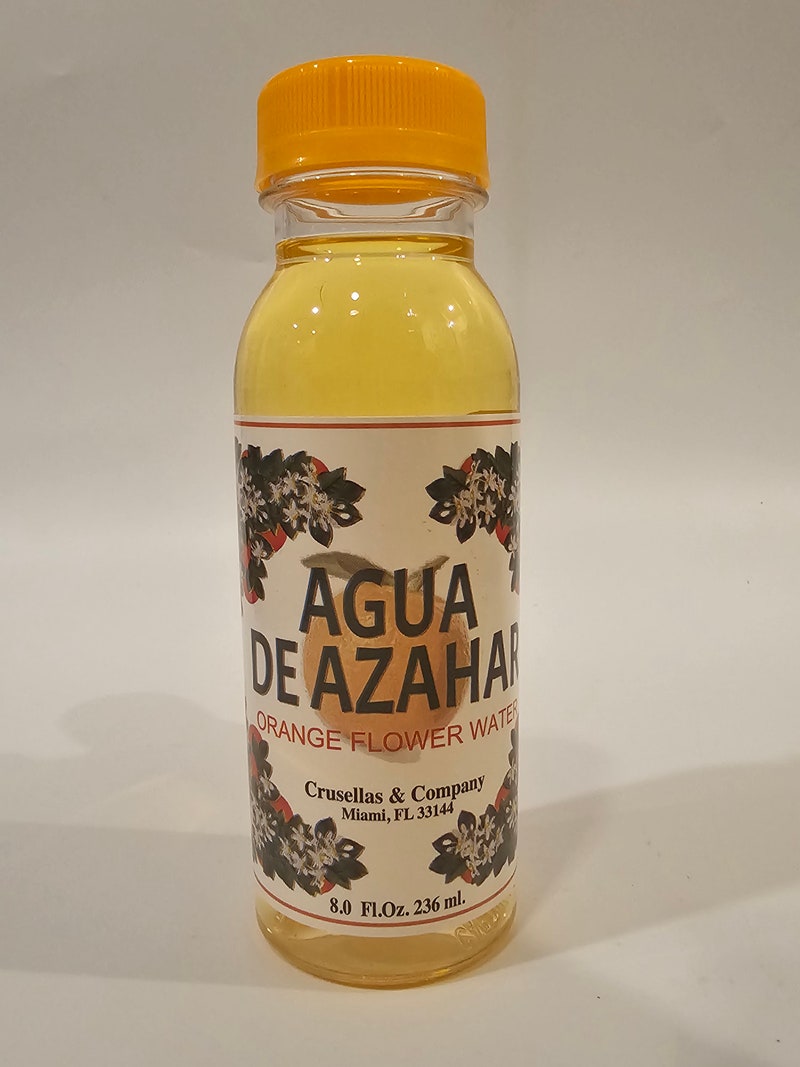 AGUA
DE AZAHAR
ORANGE FLOWER WATER
Crusellas & Company
Miami, FL 33144
8.0 Fl.Oz. 236 ml.